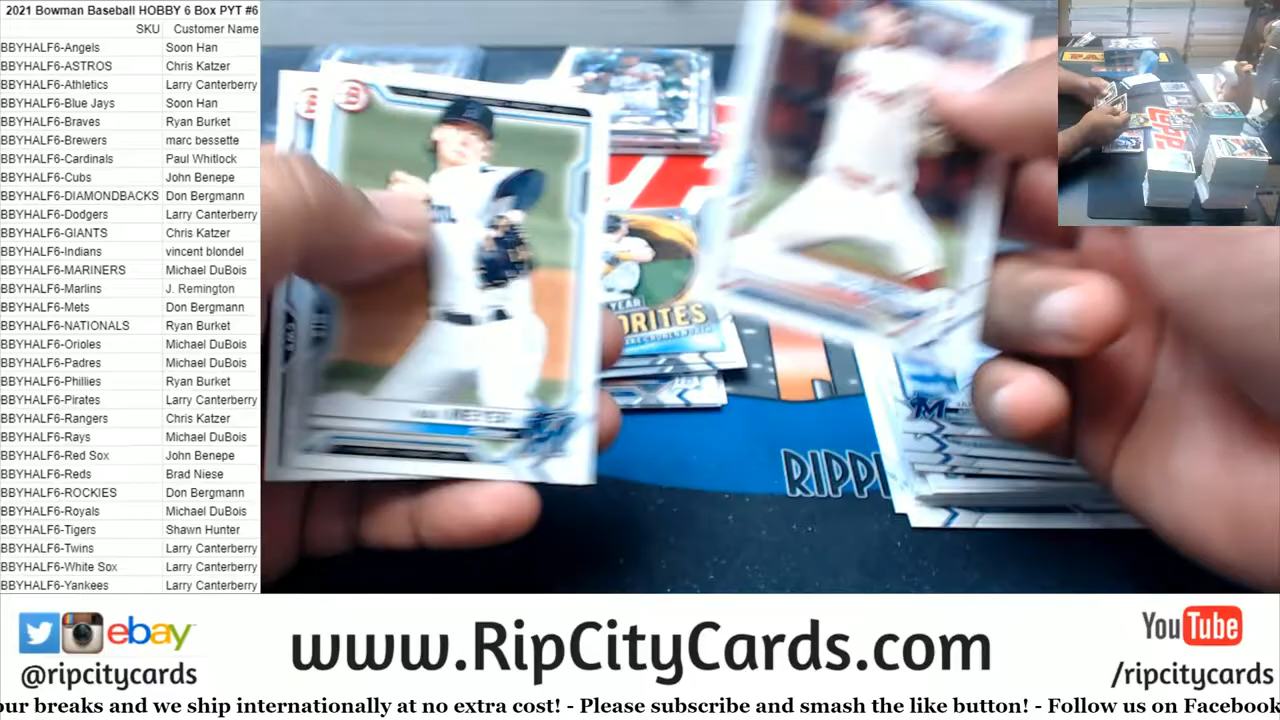 2021 Bowman Baseball HOBBY 6 Box PYT #6
SKU Customer Name
BBYHALF6-Angels Soon Han
BBYHALF6-ASTROS Chris Katzer
BBYHALF6-Athletics Larry Canterberry
BBYHALF6-Blue Jays Soon Han
BBYHALF6-Braves Ryan Burket
BBYHALF6-Brewers marc bessette
BBYHALF6-Cardinals Paul Whitlock
BBYHALF6-Cubs John Benepe
BBYHALF6-DIAMONDBACKS Don Bergmann
BBYHALF6-Dodgers Larry Canterberry
BBYHALF6-GIANTS Chris Katzer
BBYHALF6-Indians vincent blondel
BBYHALF6-MARINERS Michael DuBois
BBYHALF6-Marlins J. Remington
BBYHALF6-Mets Don Bergmann
BBYHALF6-NATIONALS Ryan Burket
BBYHALF6-Orioles Michael DuBois
BBYHALF6-Padres Michael DuBois
BBYHALF6-Phillies Ryan Burket
BBYHALF6-Pirates Larry Canterberry
BBYHALF6-Rangers Chris Katzer
BBYHALF6-Rays Michael DuBois
BBYHALF6-Red Sox John Benepe
BBYHALF6-Reds Brad Niese
BBYHALF6-ROCKIES Don Bergmann
BBYHALF6-Royals Michael DuBois
BBYHALF6-Tigers Shawn Hunter
BBYHALF6-Twins Larry Canterberry
BBYHALF6-White Sox Larry Canterberry
BBYHALF6-Yankees Larry Canterberry
YEAR
ORITES
RIPPI
M
ebay
@ripcitycards
www.RipCityCards.com
YouTube
/ripcitycards
our breaks and we ship internationally at no extra cost! - Please subscribe and smash the like button! - Follow us on Facebook